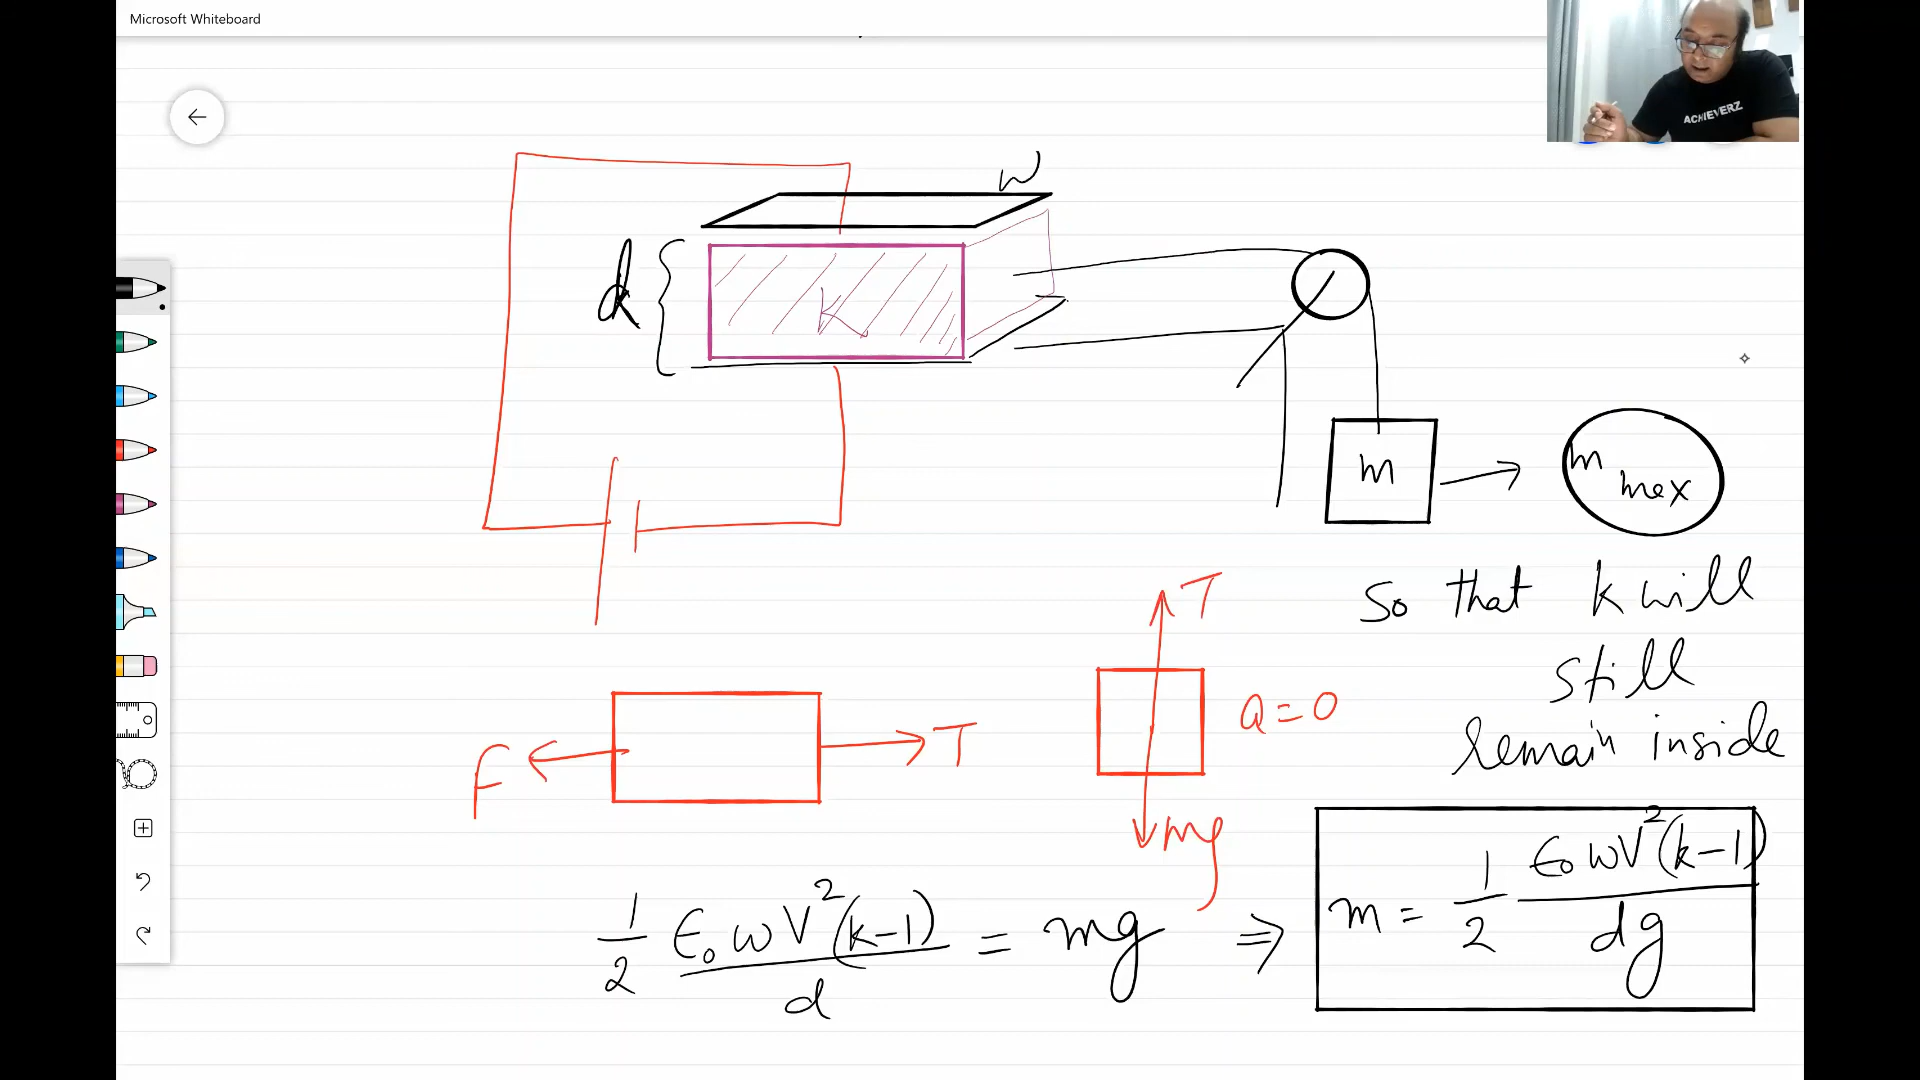 Microsoft Whiteboard
ACHIEVERZ
w
d
k
m
m max
So that k will
still
remain inside
T
a = 0
mg
F
T
1/2 ϵ₀wV²(k-1)/d = mg ⇒ m = 1/2 ϵ₀wV²(k-1)/dg